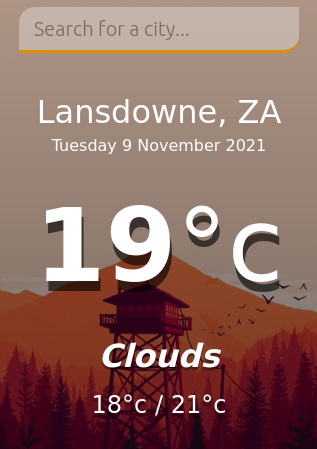 Search for a city...
Lansdowne, ZA
Tuesday 9 November 2021
19°c
Clouds
18°c / 21°c